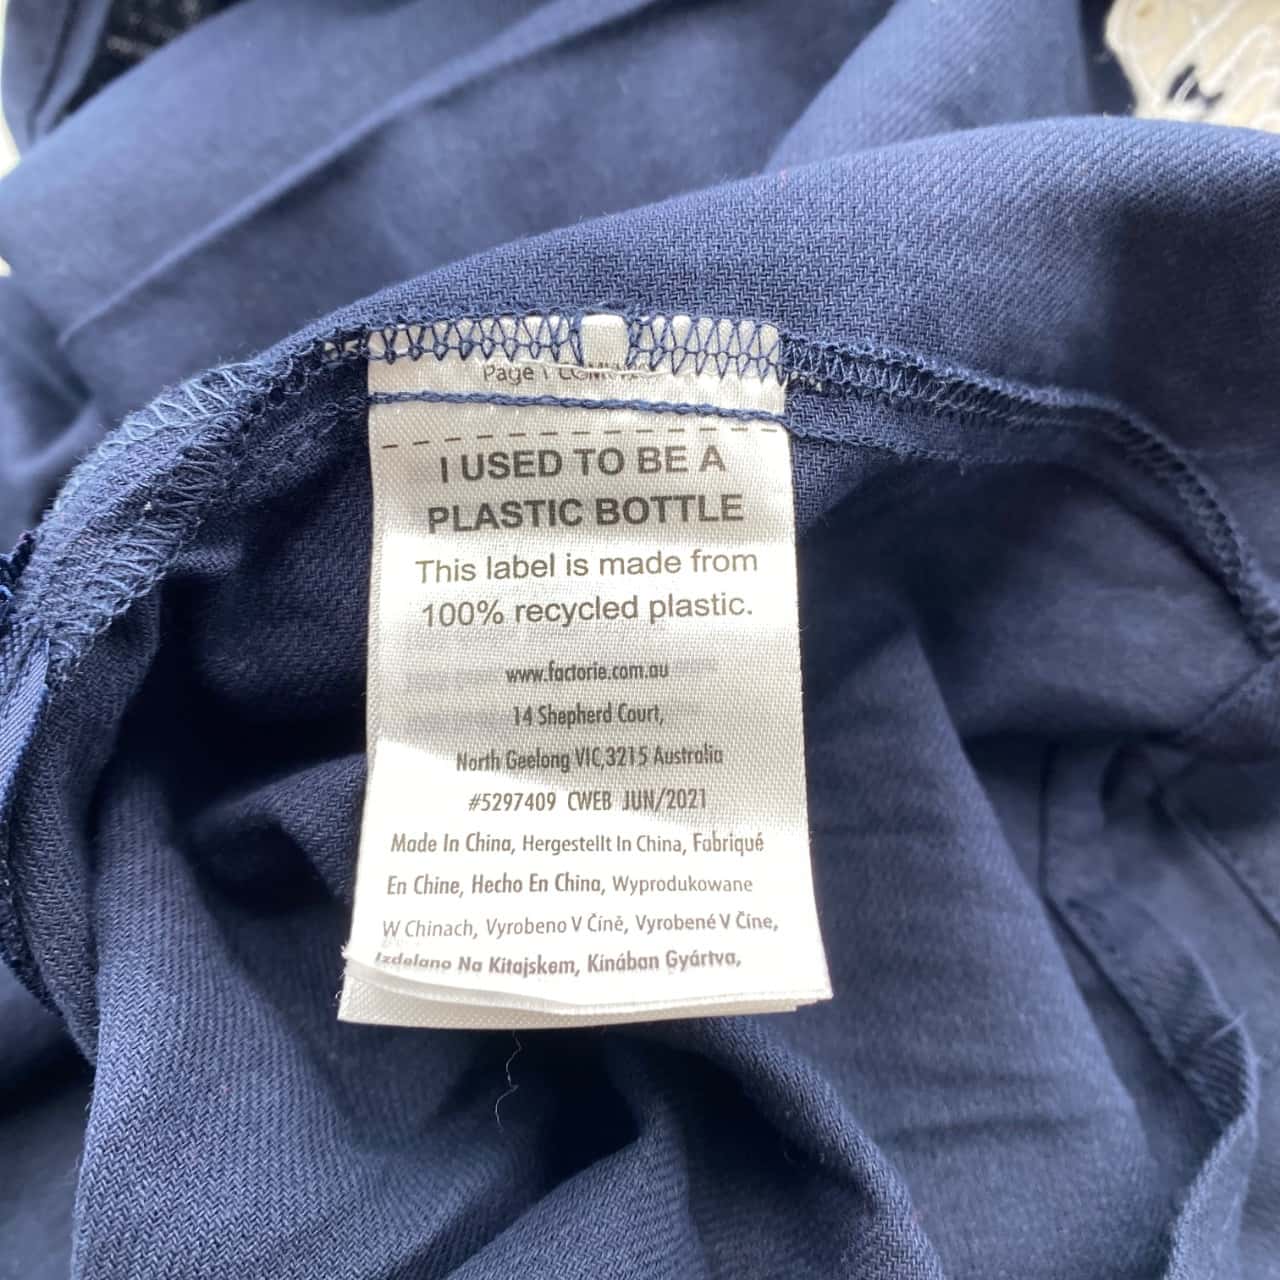 Page 1
I USED TO BE A
PLASTIC BOTTLE
This label is made from
100% recycled plastic.
www.factorie.com.au
14 Shepherd Court,
North Geelong VIC,3215 Australia
#5297409 CWEB JUN/2021
Made In China, Hergestellt In China, Fabriqué
En Chine, Hecho En China, Wyprodukowane
W Chinach, Vyrobeno V Číně, Vyrobené V Číne,
Izdelano Na Kitajskem, Kínában Gyártva,